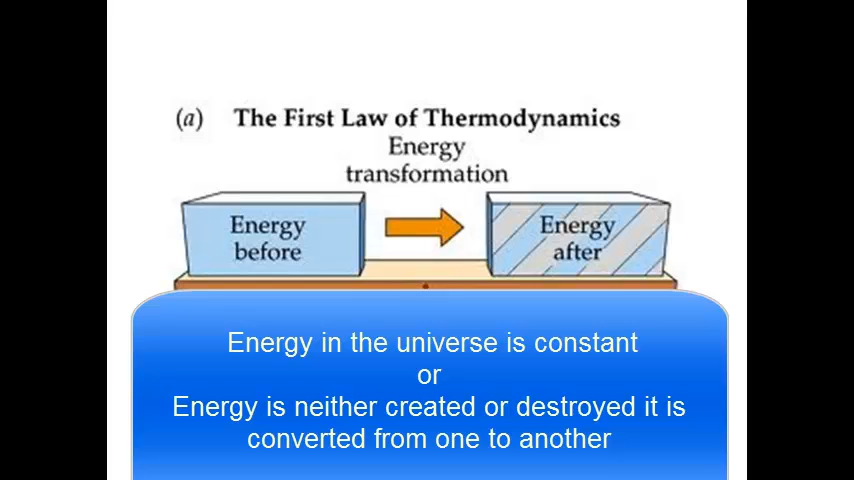 (a) The First Law of Thermodynamics
Energy
transformation
Energy
before
Energy
after
Energy in the universe is constant
or
Energy is neither created or destroyed it is
converted from one to another